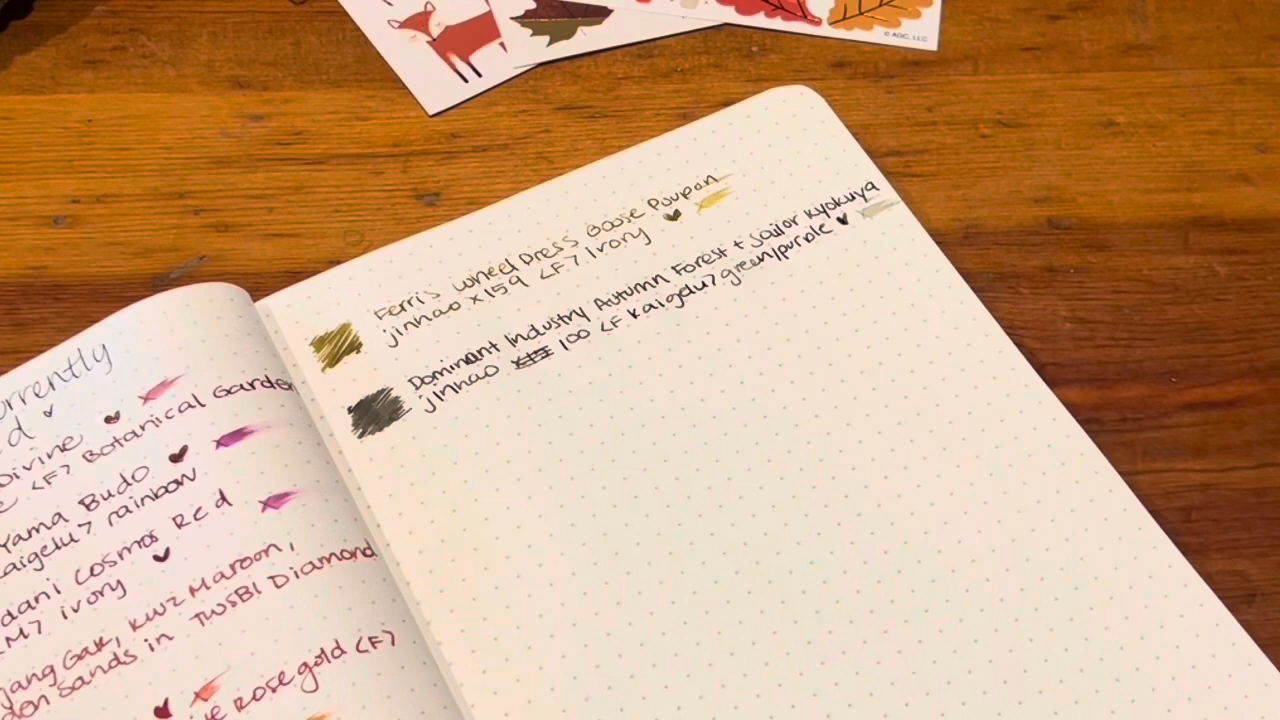 © AGC, LLC
urrently
d
Divine
e <F> Botanical Garden
Yama Budo
Kaigelu> rainbow
dani Cosmos Red
<M> ivory
jang Gak, KWZ Maroon,
den Sands in TWSBI Diamond
rose gold <F>
Ferris Wheel Press Goose Poupon
jinhao x159 <F> Ivory
Dominant Industry Autumn Forest + Sailor Kyokuya
jinhao 100 <F Kaigelu> green/purple